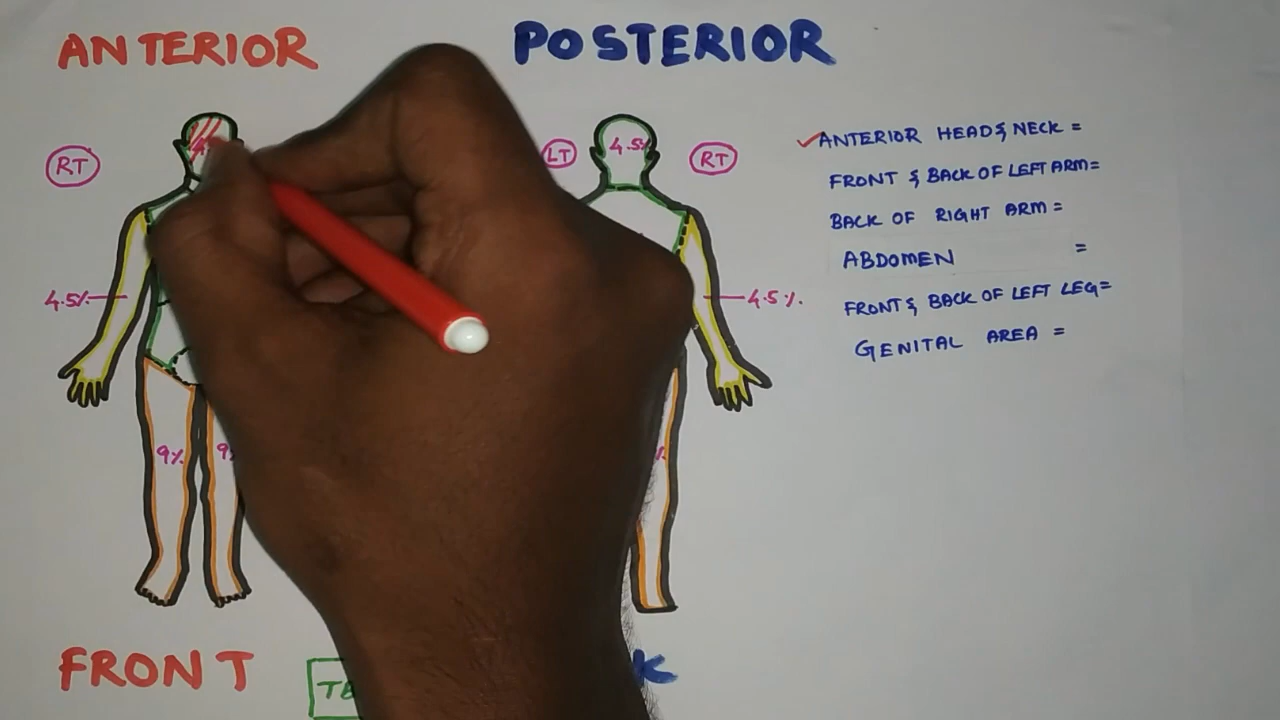 ANTERIOR
POSTERIOR
RT
LT
4.5%
RT
ANTERIOR HEAD & NECK =
FRONT & BACK OF LEFT ARM=
BACK OF RIGHT ARM =
ABDOMEN =
FRONT & BACK OF LEFT LEG=
GENITAL AREA =
4.5%
4.5%.
9%
9%
FRONT